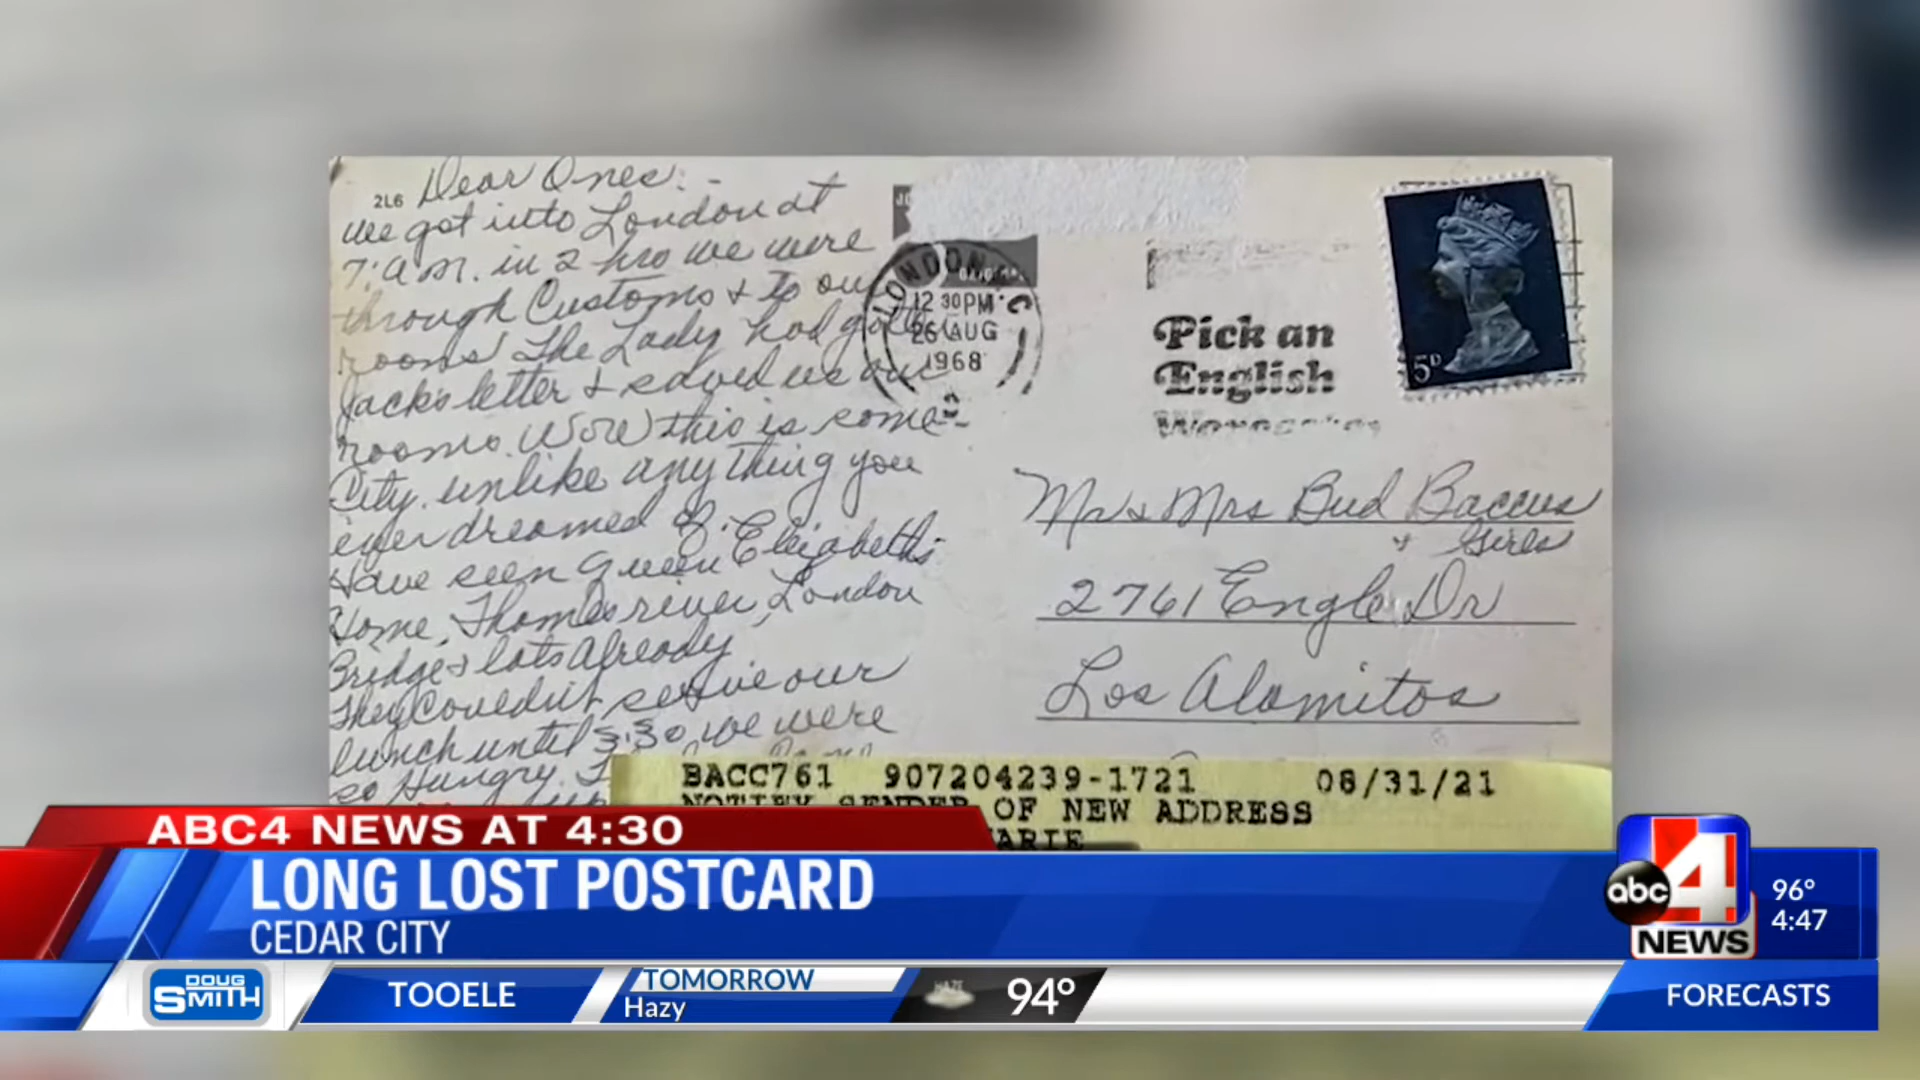 2L6
Dear Ones: -
we got into London at
7: A.M. in 2 hrs we were
through Customs & to our
rooms The Lady had gotten
Jack's letter & saved us our
rooms. Wow this is some
City. unlike any thing you
ever dreamed of.
Have seen Queen Elizabeth's
Home, Thames river, London
Bridge & lots Already
They Couldn't serve our
lunch until 3:30 we were
so Hungry.
LONDON
12 30PM
26 AUG
1968
Pick an
English
5D
Mr & Mrs Bud Baccus
& Girls
2761 Engle Dr
Los Alamitos
BACC761 907204239-1721 08/31/21
NOTIFY SENDER OF NEW ADDRESS
ARIE
ABC4 NEWS AT 4:30
LONG LOST POSTCARD
CEDAR CITY
abc 4
NEWS
96°
4:47
DOUG
SMITH
TOOELE
TOMORROW
Hazy
HAZE
94°
FORECASTS